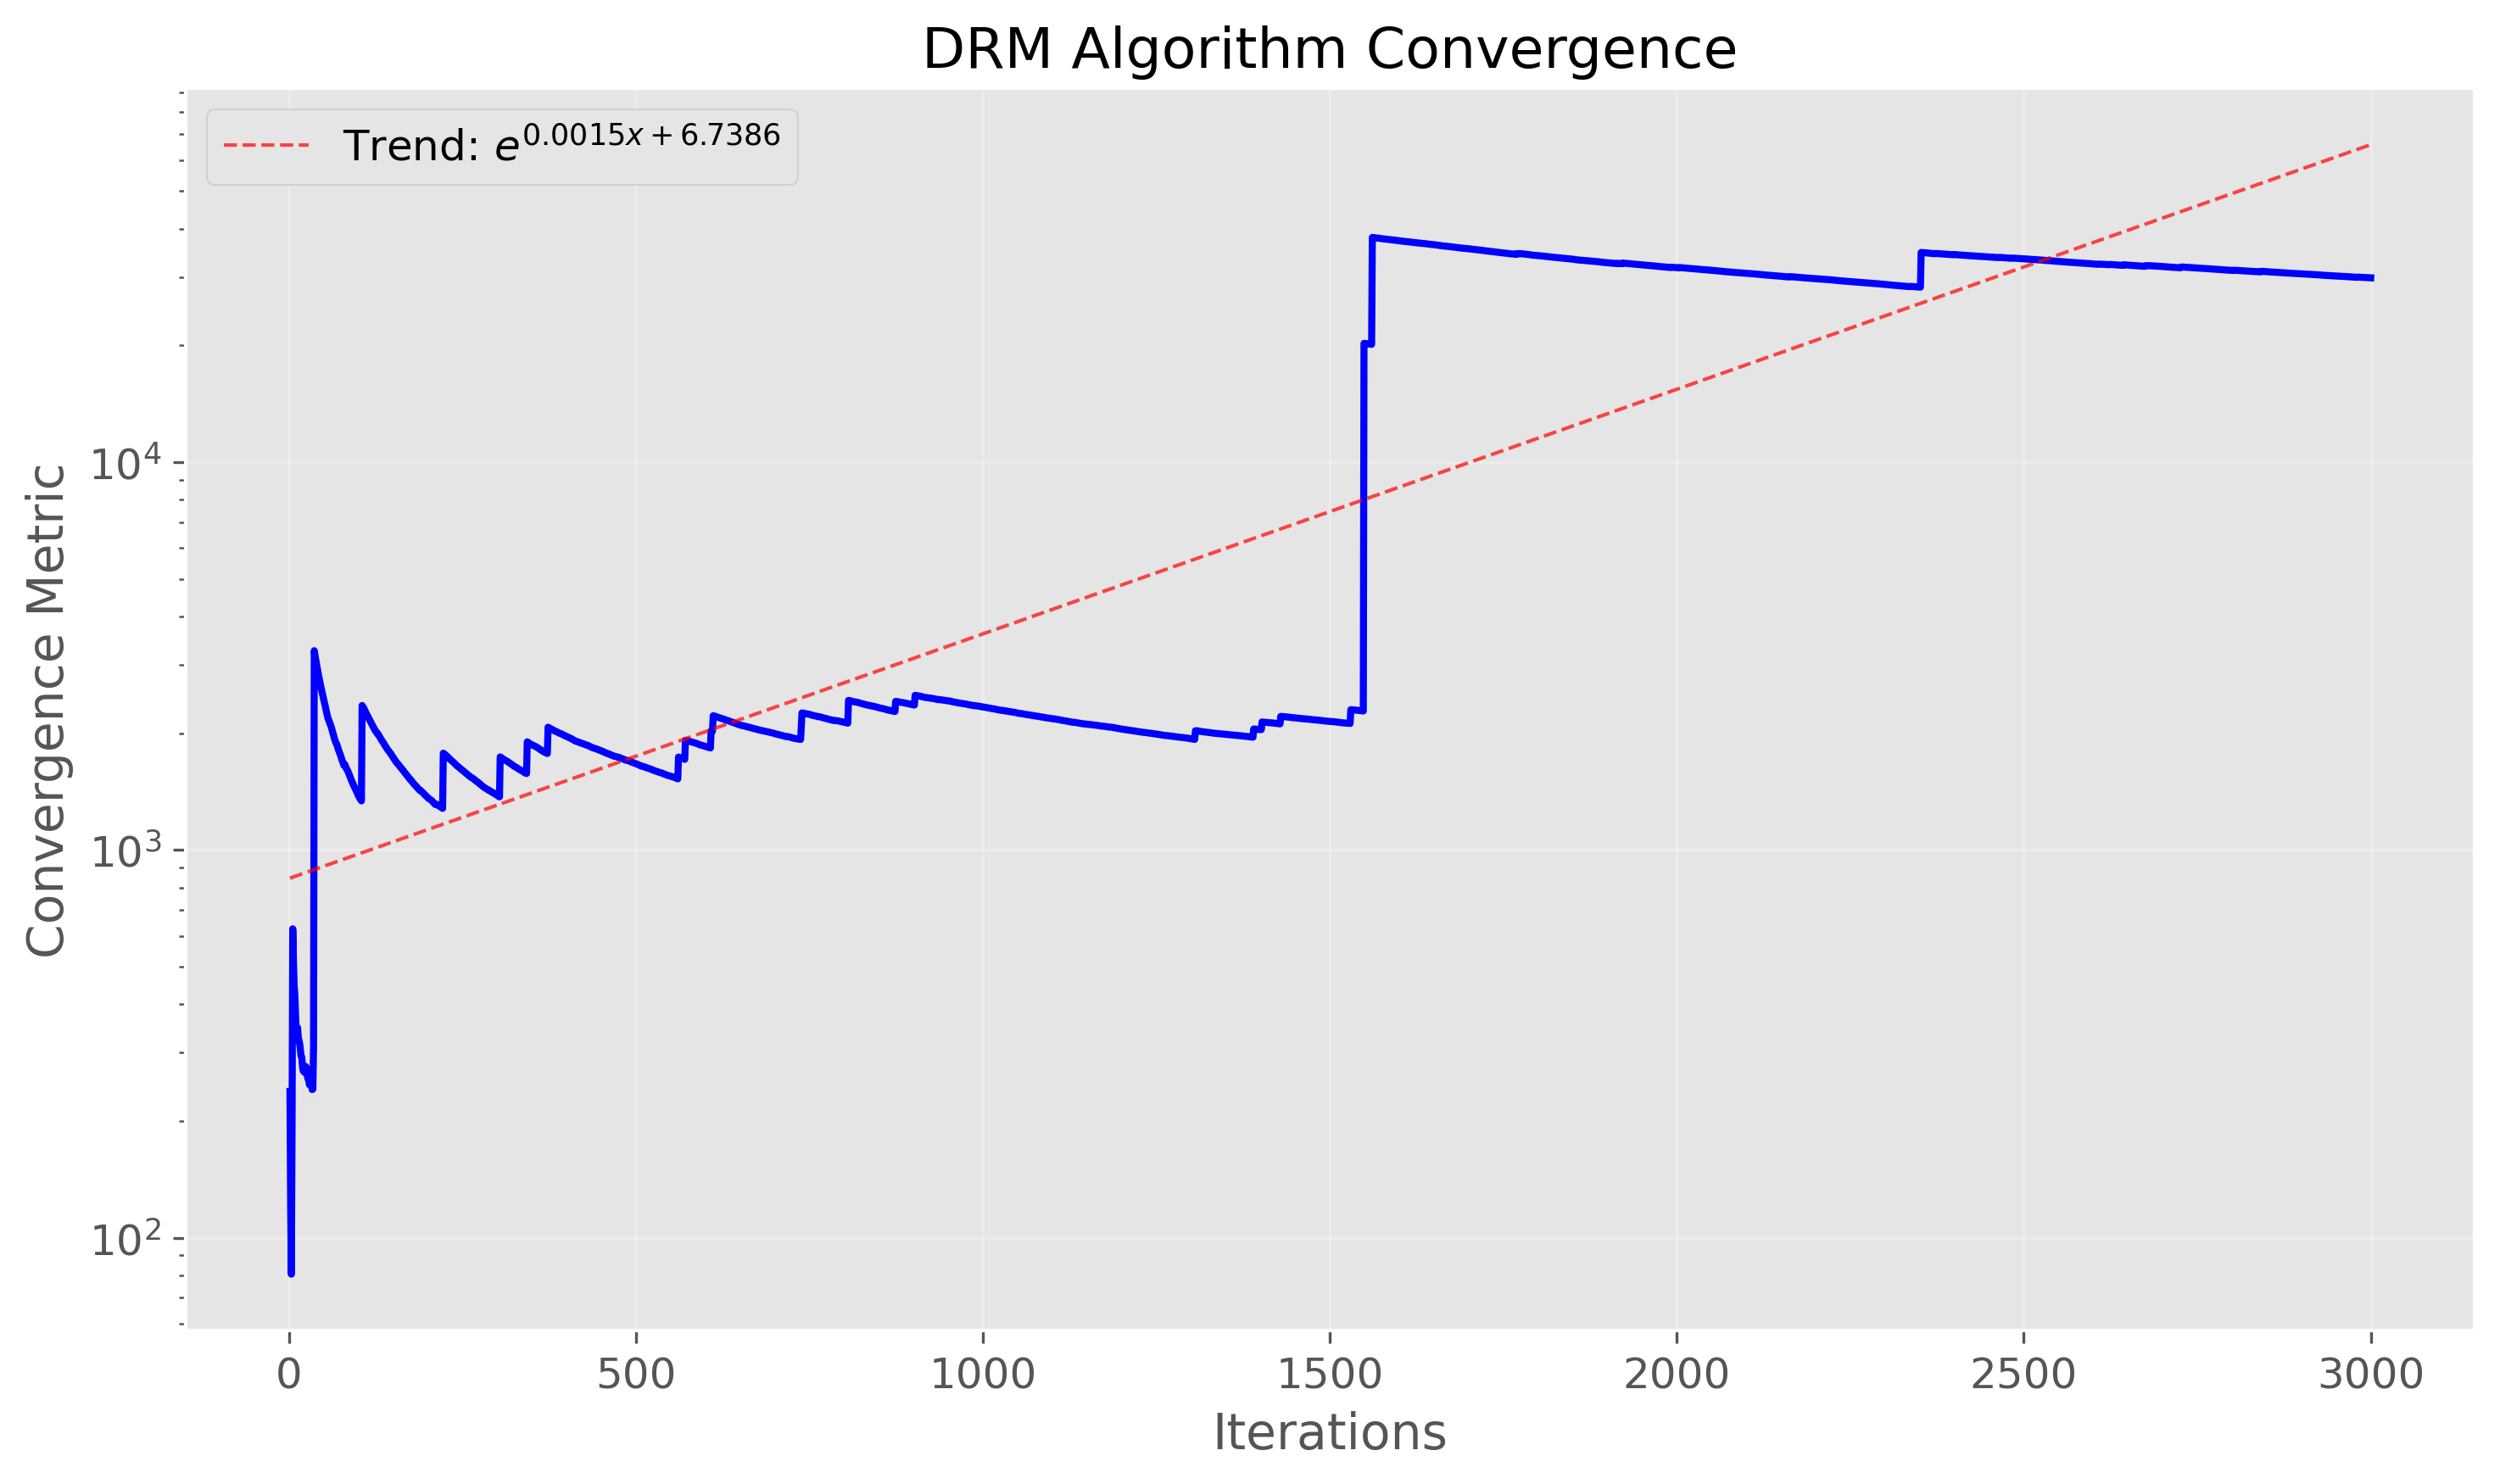 DRM Algorithm Convergence
Trend: e^{0.0015x + 6.7386}
Convergence Metric
10^4
10^3
10^2
0 500 1000 1500 2000 2500 3000
Iterations